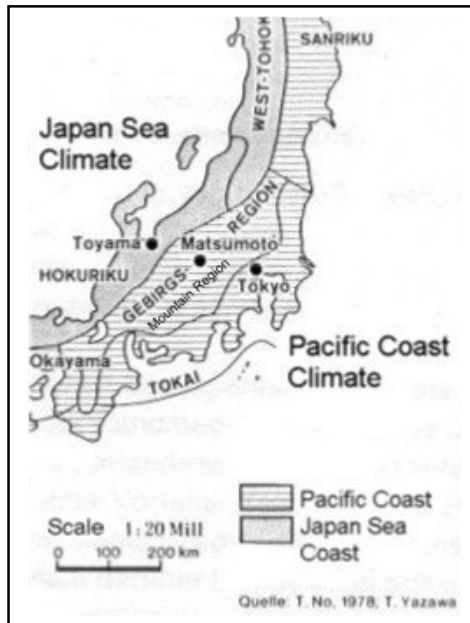 SANRIKU
WEST-TOHOK
Japan Sea
Climate
REGION
Toyama
Matsumoto
HOKURIKU
GEBIRGS-
Mountain Region
Tokyo
Okayama
TOKAI
Pacific Coast
Climate
Pacific Coast
Japan Sea
Coast
Scale 1:20 Mill
0 100 200 km
Quelle: T. No, 1978; T. Yazawa